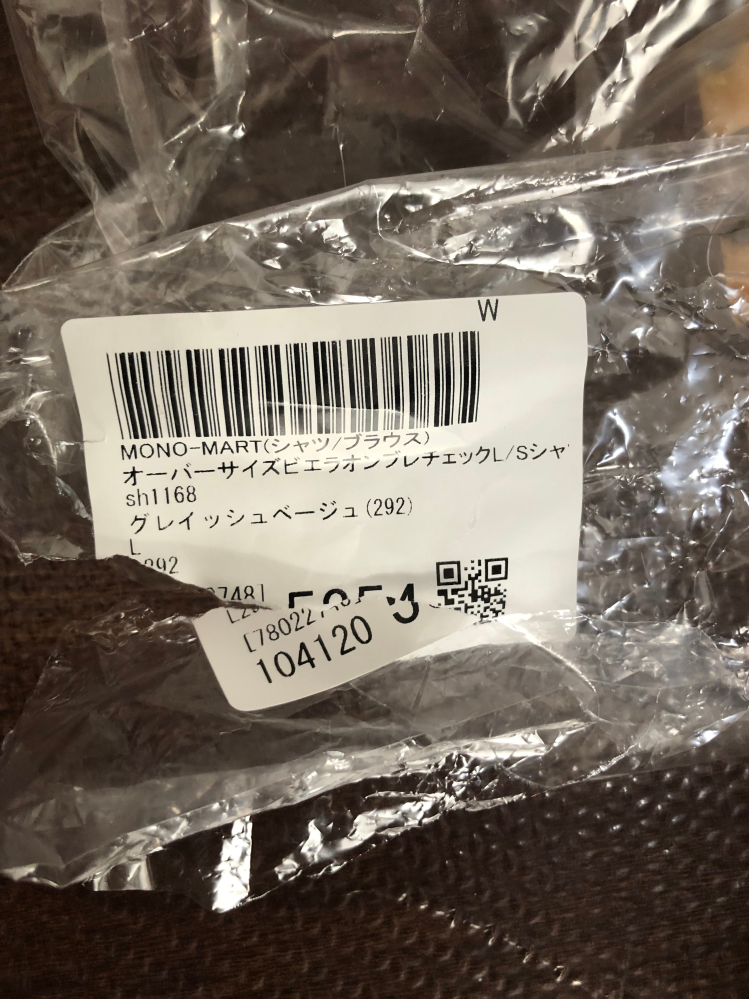 W
MONO-MART(シャツ/ブラウス)
オーバーサイズビエラオンブレチェックL/Sシャ
sh1168
グレイッシュベージュ(292)
L
292
748]
104120